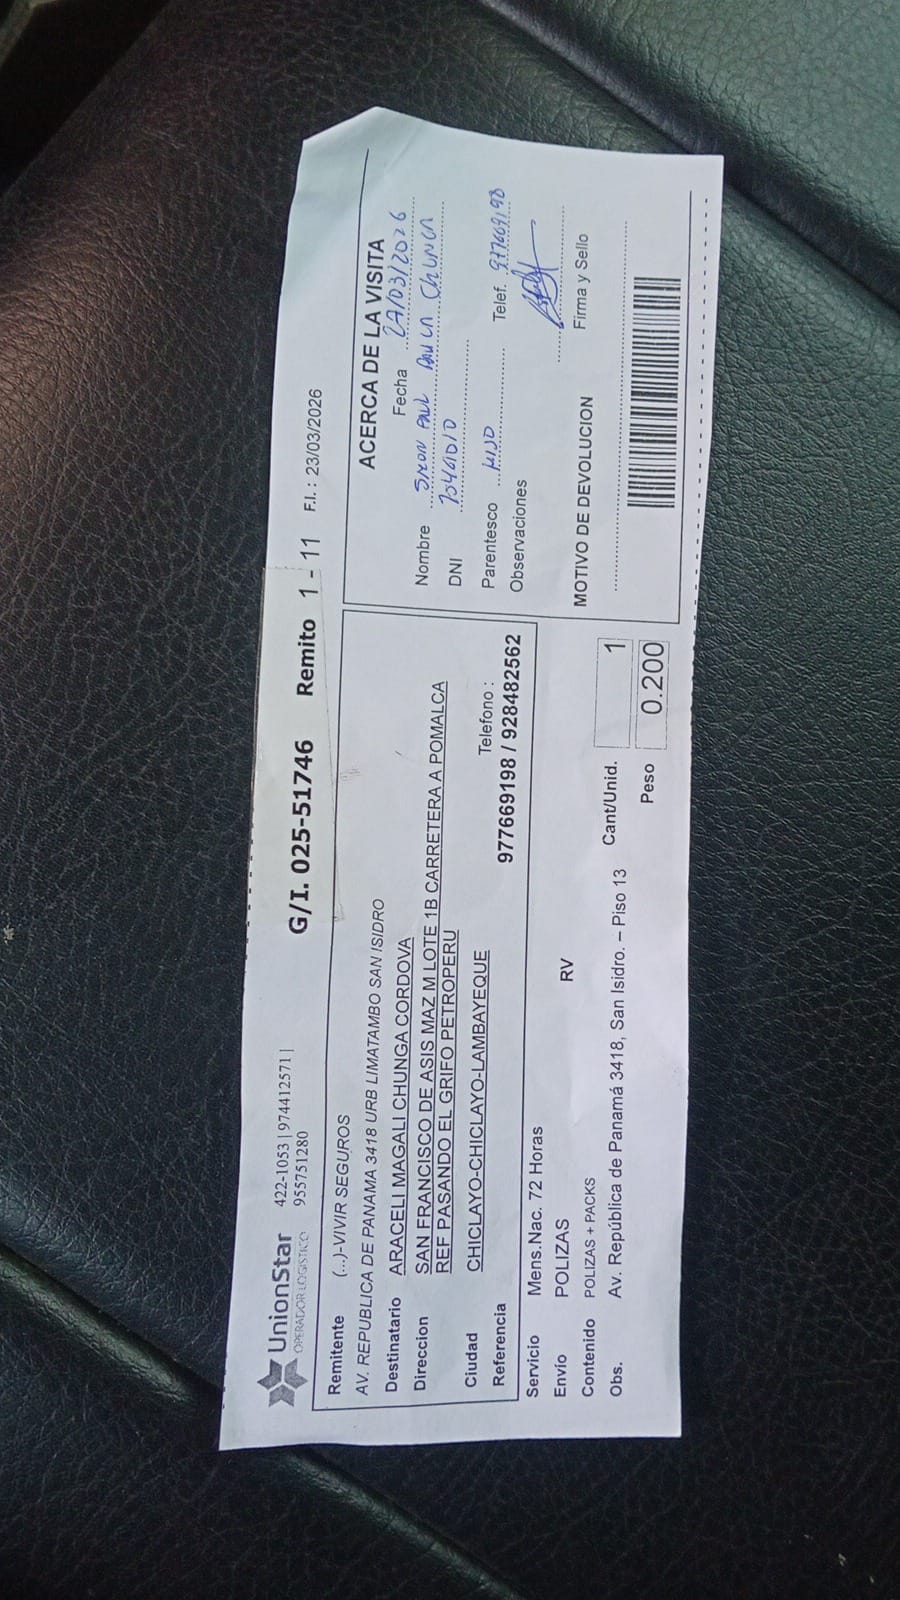 UnionStar
OPERADOR LOGISTICO
422-1053 | 974412571 |
955751280
G/I. 025-51746 Remito 1 - 11 F.I. : 23/03/2026
Remitente (...)-VIVIR SEGUROS
AV. REPUBLICA DE PANAMA 3418 URB LIMATAMBO SAN ISIDRO
Destinatario ARACELI MAGALI CHUNGA CORDOVA
Direccion SAN FRANCISCO DE ASIS MAZ M LOTE 1B CARRETERA A POMALCA
REF PASANDO EL GRIFO PETROPERU
Ciudad CHICLAYO-CHICLAYO-LAMBAYEQUE Telefono :
Referencia 977669198 / 928482562
Servicio Mens.Nac. 72 Horas
Envío POLIZAS RV
Contenido POLIZAS + PACKS
Obs. Av. República de Panamá 3418, San Isidro. – Piso 13
Cant/Unid. 1
Peso 0.200
ACERCA DE LA VISITA
Fecha 27/03/2026
Nombre PAUL CHUNGA
DNI
Parentesco HIJO Telef. 977669198
Observaciones
Firma y Sello
MOTIVO DE DEVOLUCION